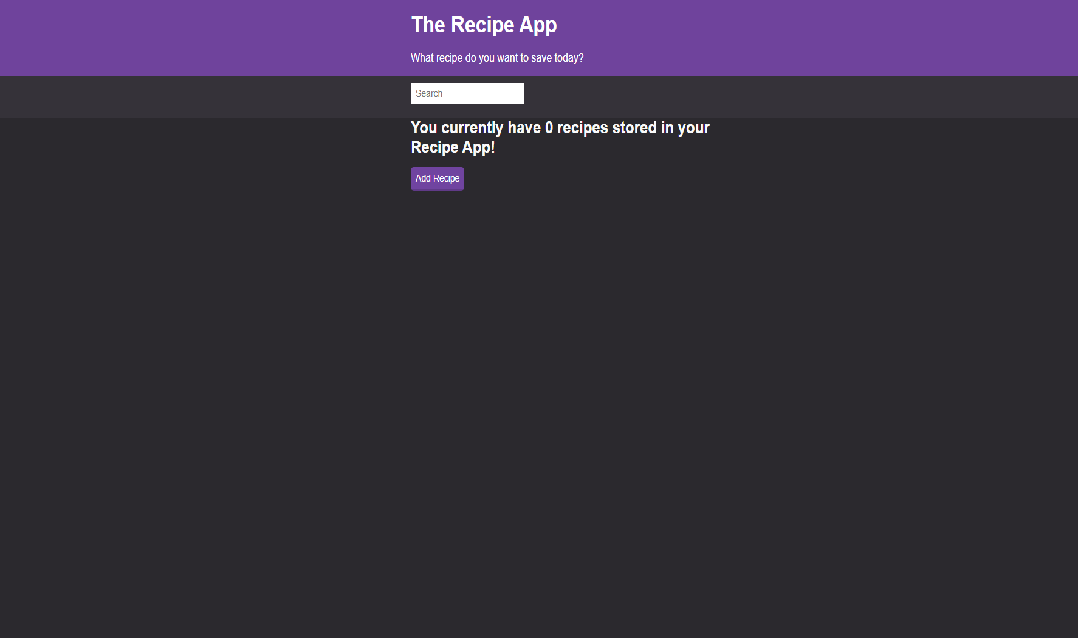 The Recipe App
What recipe do you want to save today?
Search
You currently have 0 recipes stored in your
Recipe App!
Add Recipe